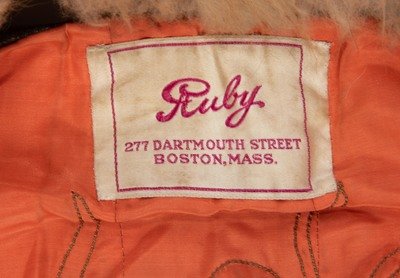 Ruby
277 DARTMOUTH STREET
BOSTON, MASS.